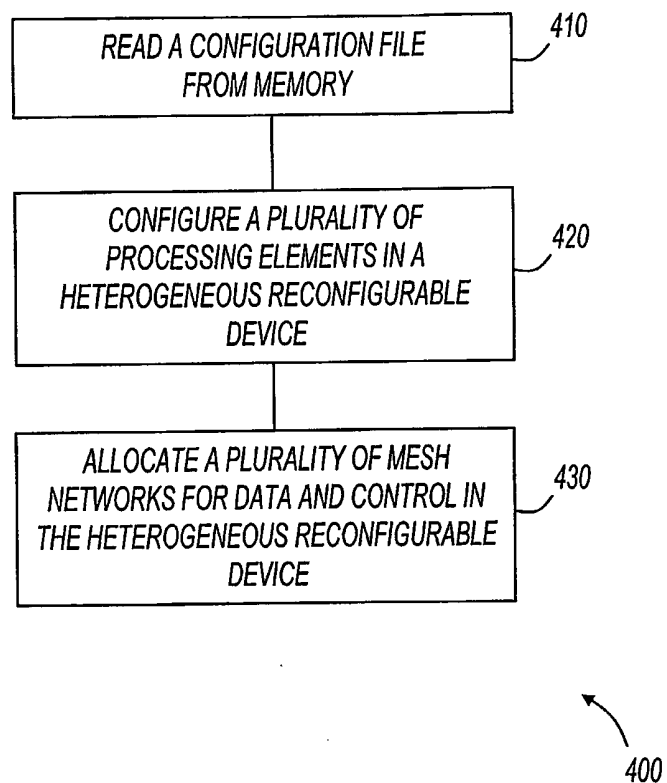 READ A CONFIGURATION FILE
FROM MEMORY
410
CONFIGURE A PLURALITY OF
PROCESSING ELEMENTS IN A
HETEROGENEOUS RECONFIGURABLE
DEVICE
420
ALLOCATE A PLURALITY OF MESH
NETWORKS FOR DATA AND CONTROL IN
THE HETEROGENEOUS RECONFIGURABLE
DEVICE
430
400